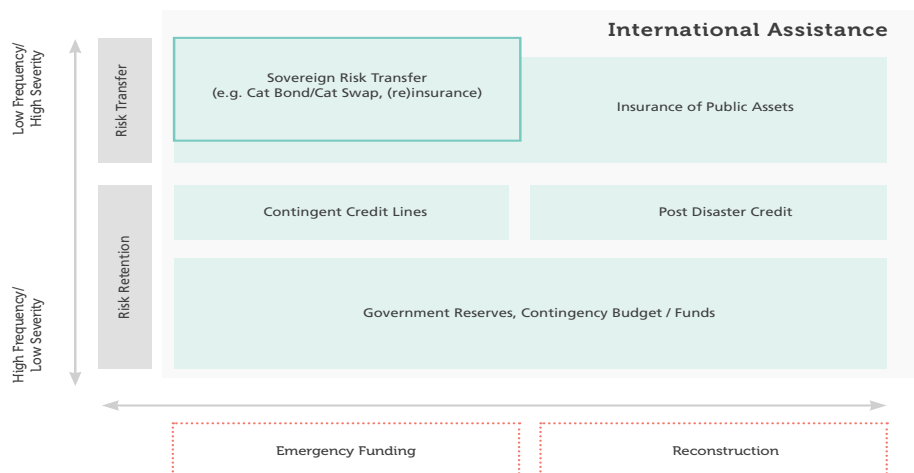 International Assistance
Low Frequency/
High Severity
Risk Transfer
Sovereign Risk Transfer
(e.g. Cat Bond/Cat Swap, (re)insurance)
Insurance of Public Assets
Contingent Credit Lines
Post Disaster Credit
High Frequency/
Low Severity
Risk Retention
Government Reserves, Contingency Budget / Funds
Emergency Funding
Reconstruction